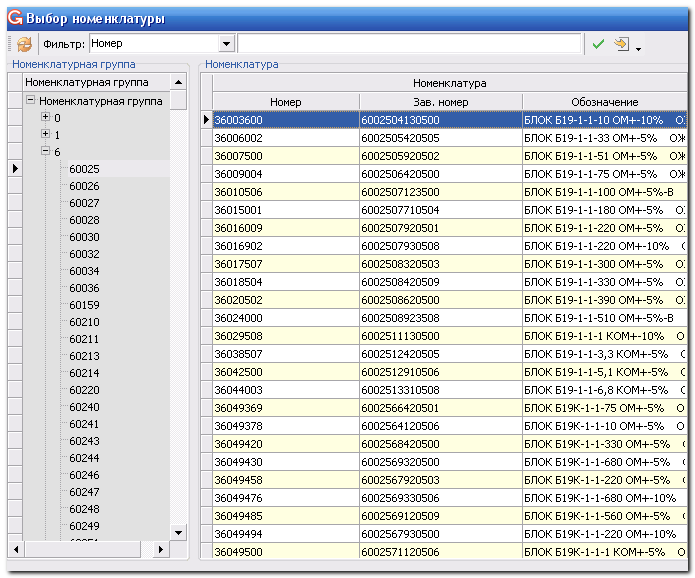 Выбор номенклатуры
Фильтр: Номер
Номенклатурная группа
Номенклатурная группа
Номенклатурная группа
0
1
6
60025
60026
60027
60028
60030
60032
60034
60036
60159
60210
60211
60213
60214
60220
60240
60241
60243
60244
60246
60247
60248
60249
Номенклатура
Номенклатура
Номер Зав. номер Обозначение
36003600 6002504130500 БЛОК Б19-1-1-10 ОМ+-10% ОЖ
36006002 6002505420505 БЛОК Б19-1-1-33 ОМ+-5% ОЖ
36007500 6002505920502 БЛОК Б19-1-1-51 ОМ+-5% ОЖ
36009004 6002506420500 БЛОК Б19-1-1-75 ОМ+-5% ОЖ
36010506 6002507123500 БЛОК Б19-1-1-100 ОМ+-5%-В
36015001 6002507710504 БЛОК Б19-1-1-180 ОМ+-5% О
36016009 6002507920501 БЛОК Б19-1-1-220 ОМ+-5% О
36016902 6002507930508 БЛОК Б19-1-1-220 ОМ+-10% О
36017507 6002508320503 БЛОК Б19-1-1-300 ОМ+-5% О
36018504 6002508420509 БЛОК Б19-1-1-330 ОМ+-5% О
36020502 6002508620500 БЛОК Б19-1-1-390 ОМ+-5% О
36024000 6002508923508 БЛОК Б19-1-1-510 ОМ+-5%-В
36029508 6002511130500 БЛОК Б19-1-1-1 КОМ+-10% О
36038507 6002512420505 БЛОК Б19-1-1-3,3 КОМ+-5%
36042500 6002512910506 БЛОК Б19-1-1-5,1 КОМ+-5%
36044003 6002513310508 БЛОК Б19-1-1-6,8 КОМ+-5%
36049369 6002566420501 БЛОК Б19К-1-1-75 ОМ+-5% О
36049378 6002564120506 БЛОК Б19К-1-1-10 ОМ+-5% О
36049420 6002568420500 БЛОК Б19К-1-1-330 ОМ+-5%
36049430 6002569320500 БЛОК Б19К-1-1-680 ОМ+-5%
36049458 6002567920503 БЛОК Б19К-1-1-220 ОМ+-5%
36049476 6002569330506 БЛОК Б19К-1-1-680 ОМ+-10%
36049485 6002569120509 БЛОК Б19К-1-1-560 ОМ+-5%
36049494 6002567930500 БЛОК Б19К-1-1-220 ОМ+-10%
36049500 6002571120506 БЛОК Б19К-1-1-1 КОМ+-5% О